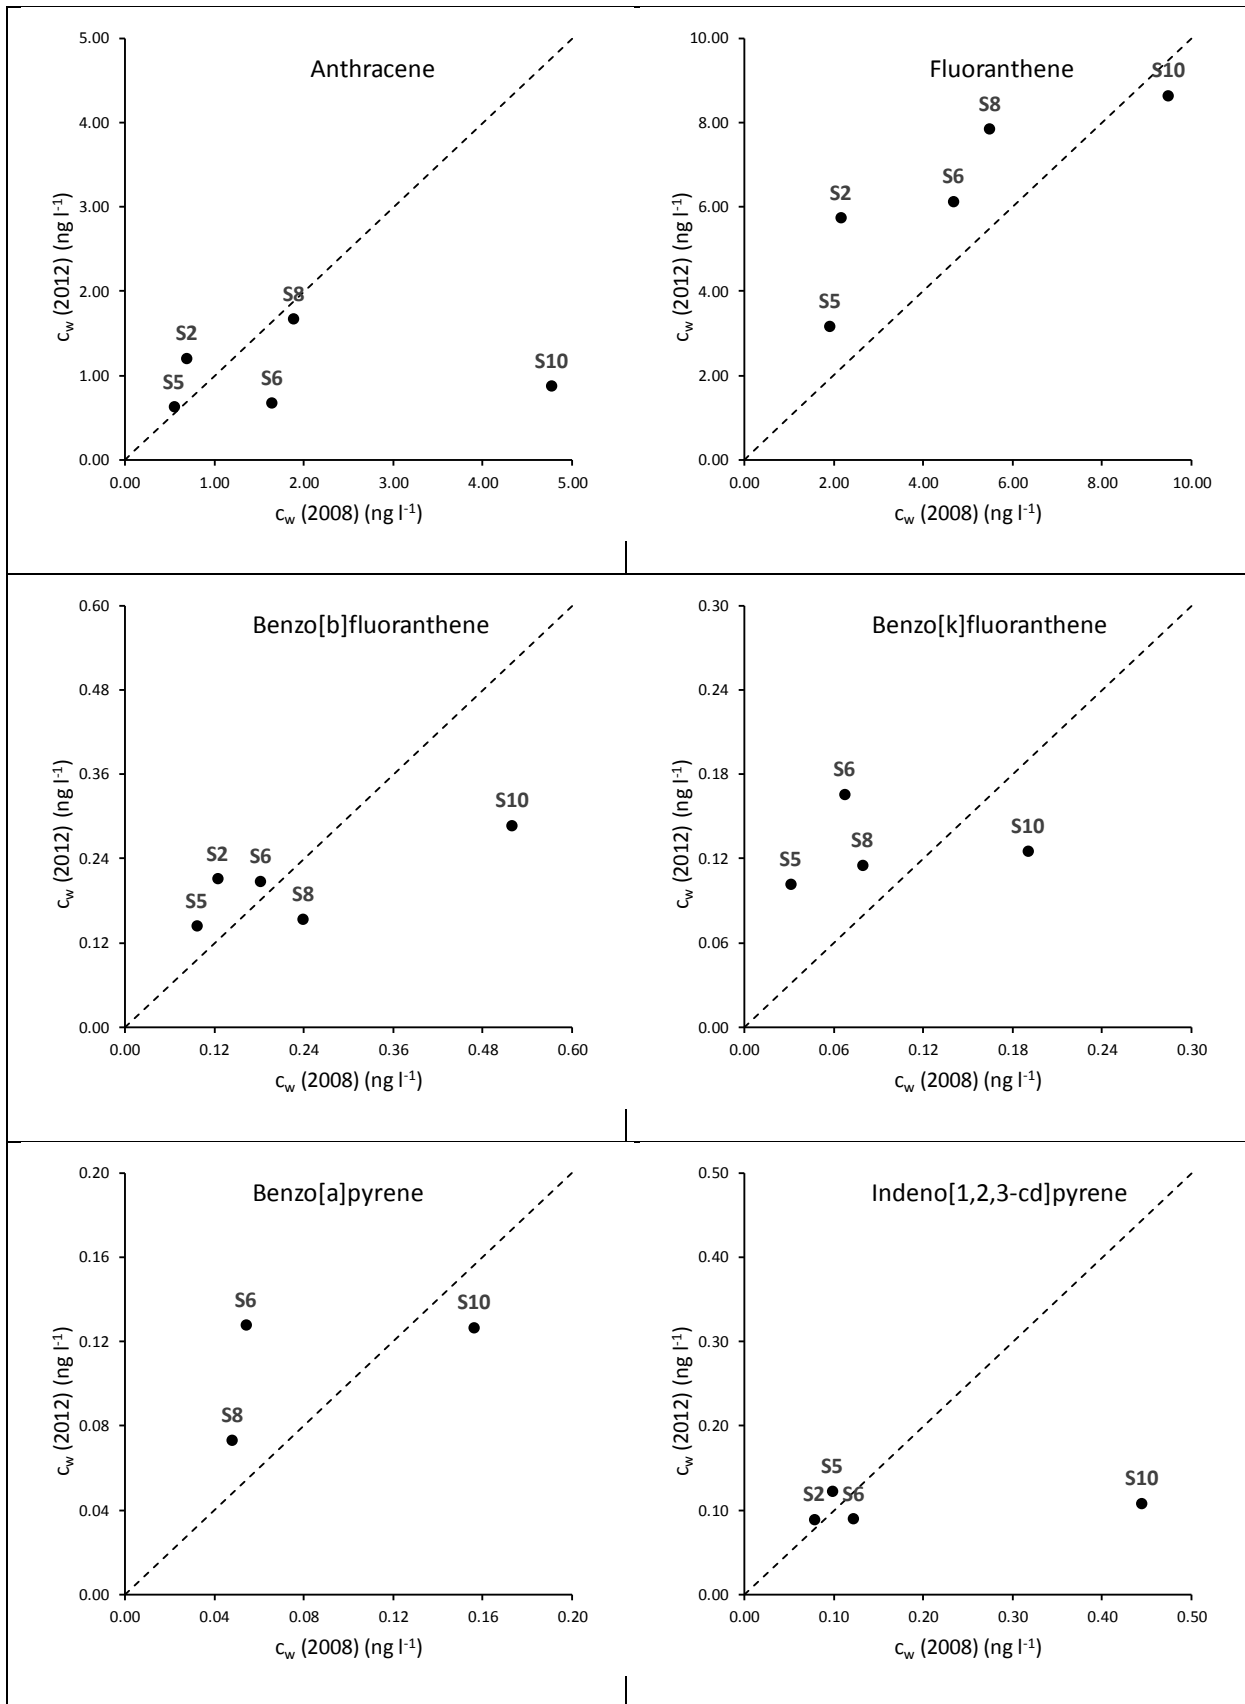 Anthracene
5.00
4.00
3.00
2.00
1.00
0.00
c_w (2012) (ng l⁻¹)
S8
S2
S5
S6
S10
0.00 1.00 2.00 3.00 4.00 5.00
c_w (2008) (ng l⁻¹)
Fluoranthene
10.00
8.00
6.00
4.00
2.00
0.00
c_w (2012) (ng l⁻¹)
S10
S8
S6
S2
S5
0.00 2.00 4.00 6.00 8.00 10.00
c_w (2008) (ng l⁻¹)
Benzo[b]fluoranthene
0.60
0.48
0.36
0.24
0.12
0.00
c_w (2012) (ng l⁻¹)
S10
S2
S6
S5
S8
0.00 0.12 0.24 0.36 0.48 0.60
c_w (2008) (ng l⁻¹)
Benzo[k]fluoranthene
0.30
0.24
0.18
0.12
0.06
0.00
c_w (2012) (ng l⁻¹)
S6
S10
S8
S5
0.00 0.06 0.12 0.18 0.24 0.30
c_w (2008) (ng l⁻¹)
Benzo[a]pyrene
0.20
0.16
0.12
0.08
0.04
0.00
c_w (2012) (ng l⁻¹)
S6
S10
S8
0.00 0.04 0.08 0.12 0.16 0.20
c_w (2008) (ng l⁻¹)
Indeno[1,2,3-cd]pyrene
0.50
0.40
0.30
0.20
0.10
0.00
c_w (2012) (ng l⁻¹)
S5
S10
S2
S6
0.00 0.10 0.20 0.30 0.40 0.50
c_w (2008) (ng l⁻¹)